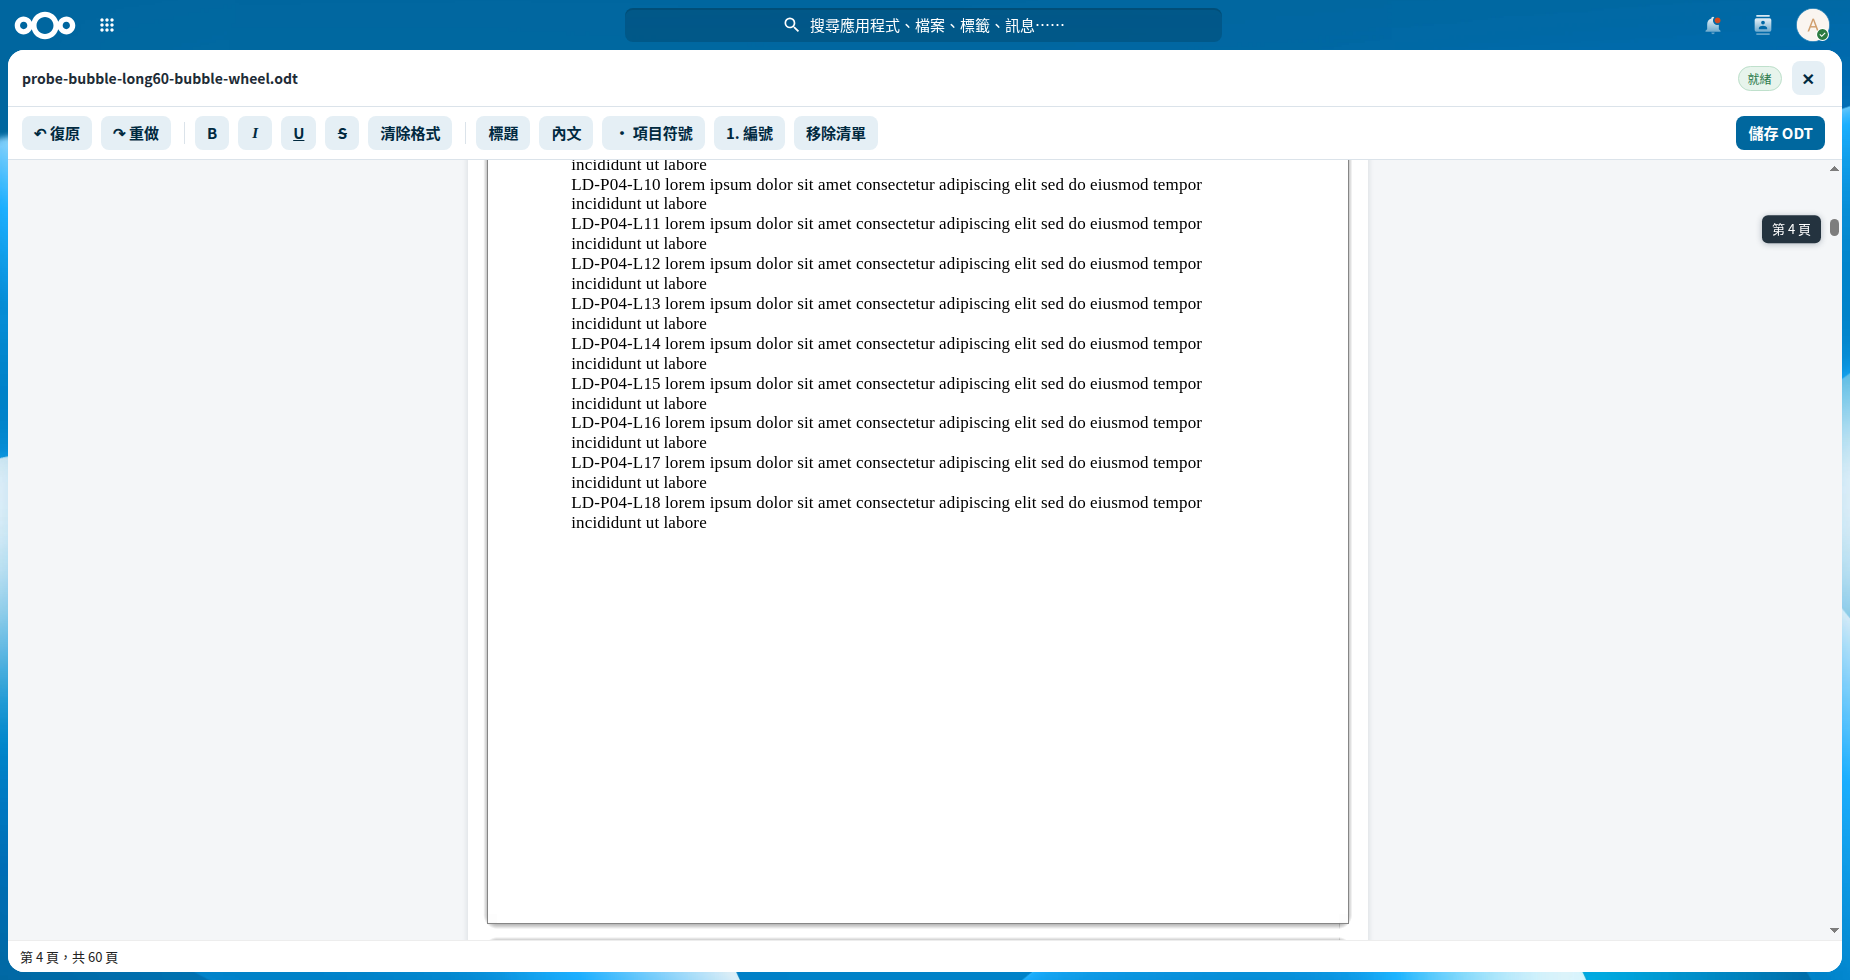 搜尋應用程式、檔案、標籤、訊息……
A
probe-bubble-long60-bubble-wheel.odt
就緒
×
↶ 復原 ↷ 重做 B I U S 清除格式 標題 內文 • 項目符號 1. 編號 移除清單 儲存 ODT
incididunt ut labore
LD-P04-L10 lorem ipsum dolor sit amet consectetur adipiscing elit sed do eiusmod tempor
incididunt ut labore
LD-P04-L11 lorem ipsum dolor sit amet consectetur adipiscing elit sed do eiusmod tempor
incididunt ut labore
LD-P04-L12 lorem ipsum dolor sit amet consectetur adipiscing elit sed do eiusmod tempor
incididunt ut labore
LD-P04-L13 lorem ipsum dolor sit amet consectetur adipiscing elit sed do eiusmod tempor
incididunt ut labore
LD-P04-L14 lorem ipsum dolor sit amet consectetur adipiscing elit sed do eiusmod tempor
incididunt ut labore
LD-P04-L15 lorem ipsum dolor sit amet consectetur adipiscing elit sed do eiusmod tempor
incididunt ut labore
LD-P04-L16 lorem ipsum dolor sit amet consectetur adipiscing elit sed do eiusmod tempor
incididunt ut labore
LD-P04-L17 lorem ipsum dolor sit amet consectetur adipiscing elit sed do eiusmod tempor
incididunt ut labore
LD-P04-L18 lorem ipsum dolor sit amet consectetur adipiscing elit sed do eiusmod tempor
incididunt ut labore
第 4 頁
第 4 頁，共 60 頁